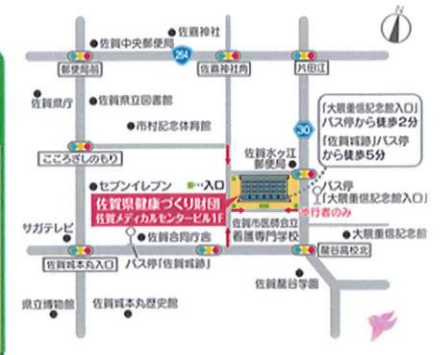 N
佐嘉神社
佐賀中央郵便局
264
郵便局前
佐嘉神社角
片田江
佐賀県庁
佐賀県立図書館
市村記念体育館
30
「大隈重信記念館入口」
バス停から徒歩2分
「佐賀城跡」バス停
から徒歩5分
佐賀水ヶ江
郵便局
こころざしのもり
セブンイレブン
…入口
佐賀県健康づくり財団
佐賀メディカルセンタービル1F
バス停
「大隈重信記念館入口」
歩行者のみ
サガテレビ
佐賀合同庁舎
佐賀市医師会立
看護専門学校
大隈重信記念館
佐賀城本丸入口
バス停「佐賀城跡」
龍谷高校北
佐賀龍谷学園
県立博物館
佐賀城本丸歴史館